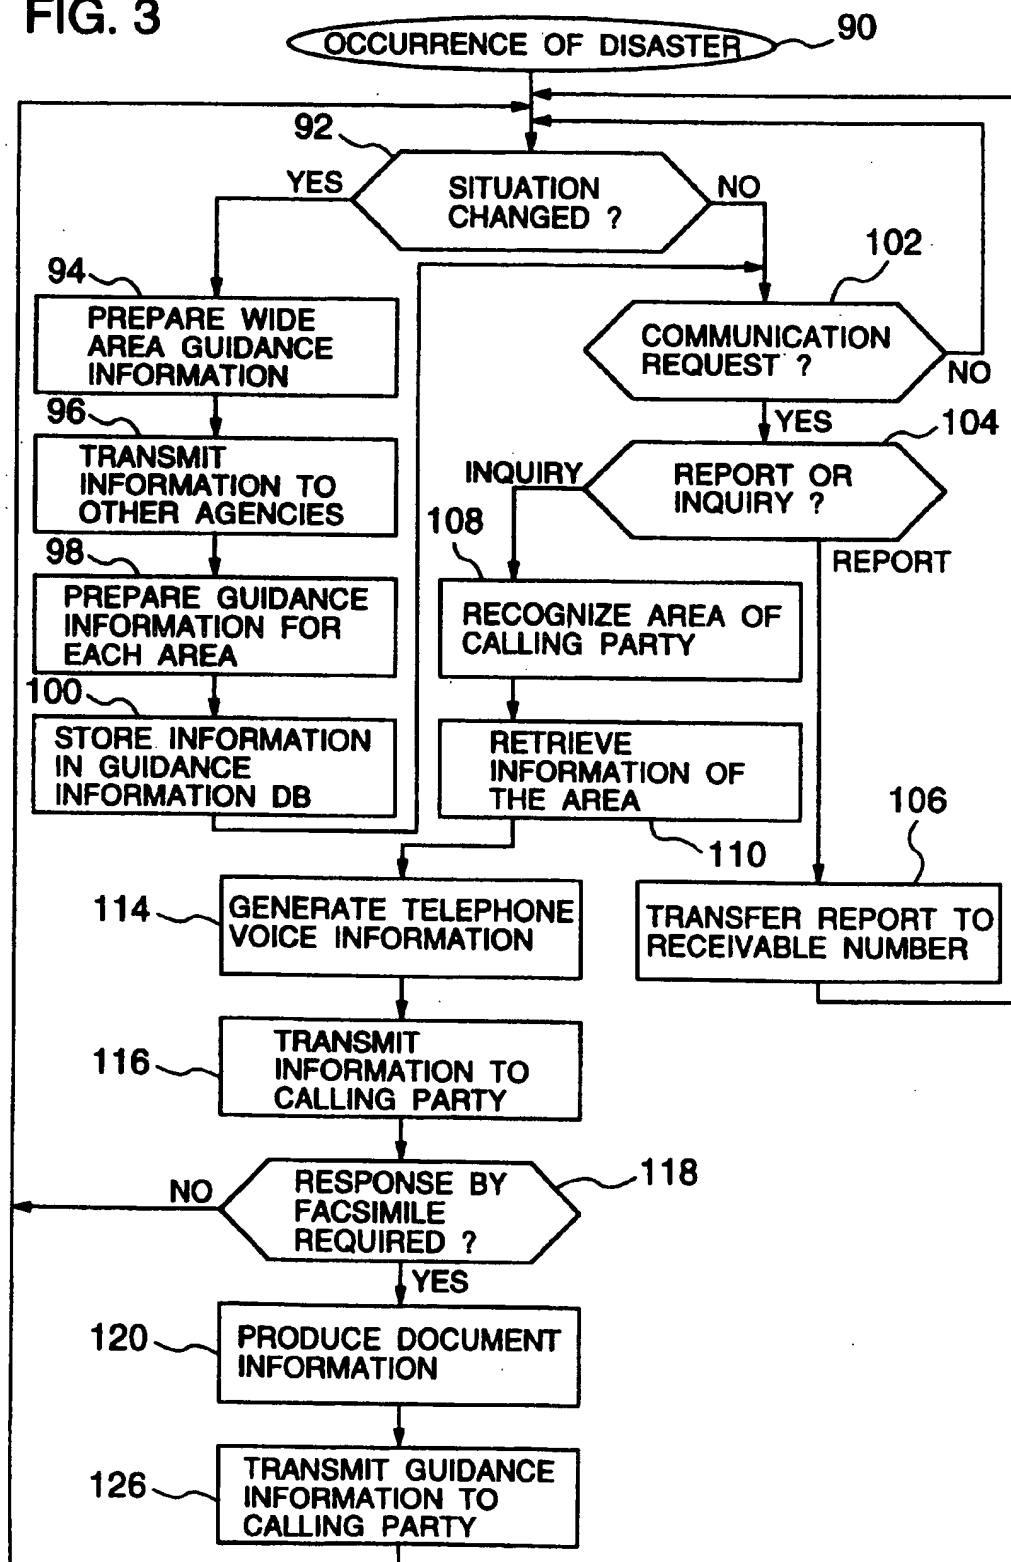 FIG. 3
OCCURRENCE OF DISASTER
90
92
SITUATION
CHANGED ?
YES
NO
94
PREPARE WIDE
AREA GUIDANCE
INFORMATION
96
TRANSMIT
INFORMATION TO
OTHER AGENCIES
98
PREPARE GUIDANCE
INFORMATION FOR
EACH AREA
100
STORE INFORMATION
IN GUIDANCE
INFORMATION DB
102
COMMUNICATION
REQUEST ?
NO
YES
104
REPORT OR
INQUIRY ?
INQUIRY
REPORT
108
RECOGNIZE AREA OF
CALLING PARTY
RETRIEVE
INFORMATION OF
THE AREA
110
106
TRANSFER REPORT TO
RECEIVABLE NUMBER
114
GENERATE TELEPHONE
VOICE INFORMATION
116
TRANSMIT
INFORMATION TO
CALLING PARTY
118
RESPONSE BY
FACSIMILE
REQUIRED ?
NO
YES
120
PRODUCE DOCUMENT
INFORMATION
126
TRANSMIT GUIDANCE
INFORMATION TO
CALLING PARTY